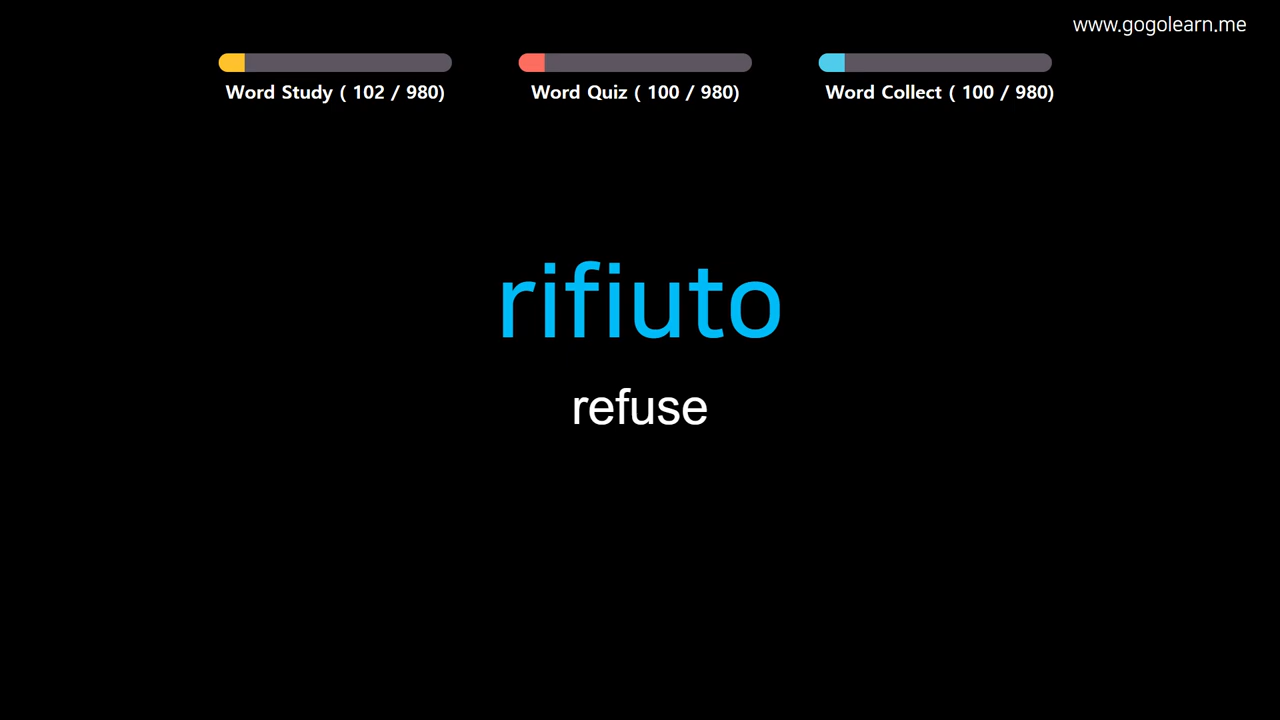 www.gogolearn.me
Word Study ( 102 / 980)
Word Quiz ( 100 / 980)
Word Collect ( 100 / 980)
rifiuto
refuse